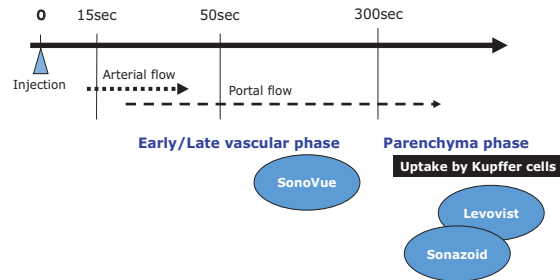 0 15sec 50sec 300sec
Injection
Arterial flow
Portal flow
Early/Late vascular phase Parenchyma phase
Uptake by Kupffer cells
SonoVue
Levovist
Sonazoid